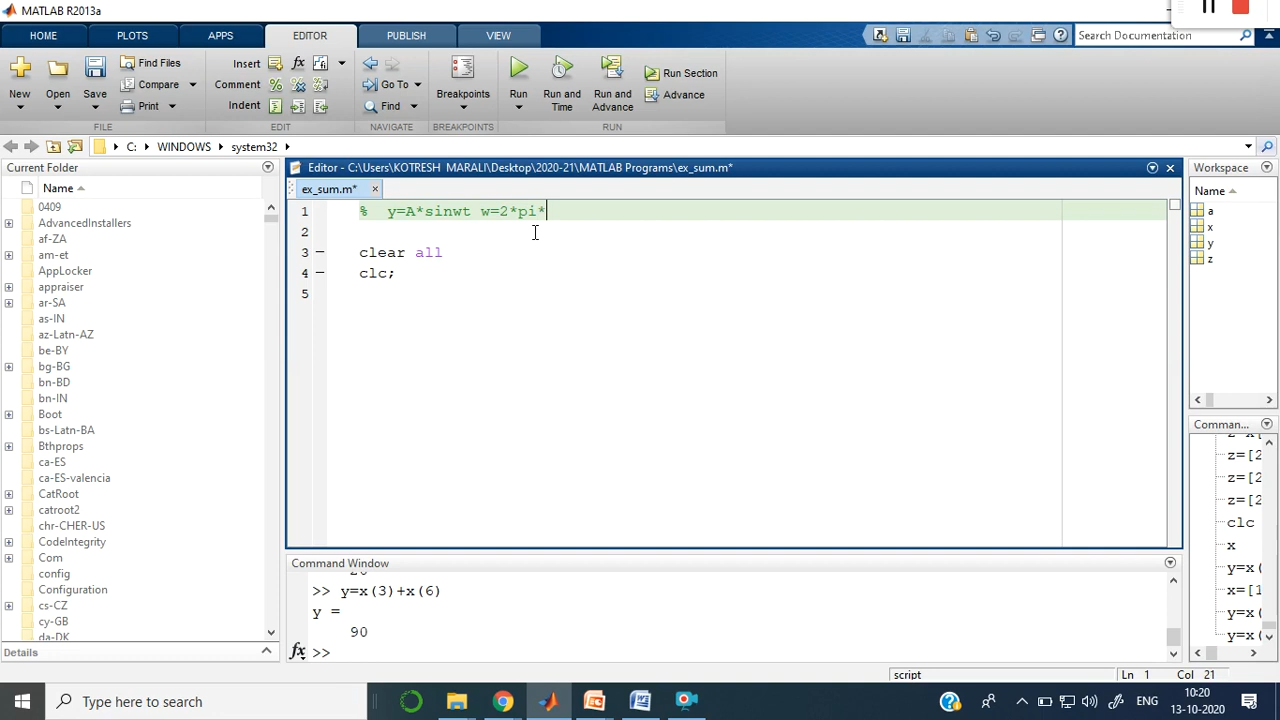 MATLAB R2013a
HOME PLOTS APPS EDITOR PUBLISH VIEW
Search Documentation
New Open Save Find Files Compare Print
Insert Comment Indent fx
Go To Find
Breakpoints
Run Run and Time Run and Advance Run Section Advance
FILE EDIT NAVIGATE BREAKPOINTS RUN
C: WINDOWS system32
Current Folder
Name
0409
AdvancedInstallers
af-ZA
am-et
AppLocker
appraiser
ar-SA
as-IN
az-Latn-AZ
be-BY
bg-BG
bn-BD
bn-IN
Boot
bs-Latn-BA
Bthprops
ca-ES
ca-ES-valencia
CatRoot
catroot2
chr-CHER-US
CodeIntegrity
Com
config
Configuration
cs-CZ
cy-GB
da-DK
Details
Editor - C:\Users\KOTRESH MARALI\Desktop\2020-21\MATLAB Programs\ex_sum.m*
ex_sum.m*
1 % y=A*sinwt w=2*pi*
2
3 clear all
4 clc;
5
Command Window
>> y=x(3)+x(6)
y =
90
fx >>
Workspace
Name
a
x
y
z
Comman...
z=[2
z=[2
z=[2
clc
x
y=x(
x=[1
y=x(
y=x(
script Ln 1 Col 21
Type here to search
ENG
10:20
13-10-2020